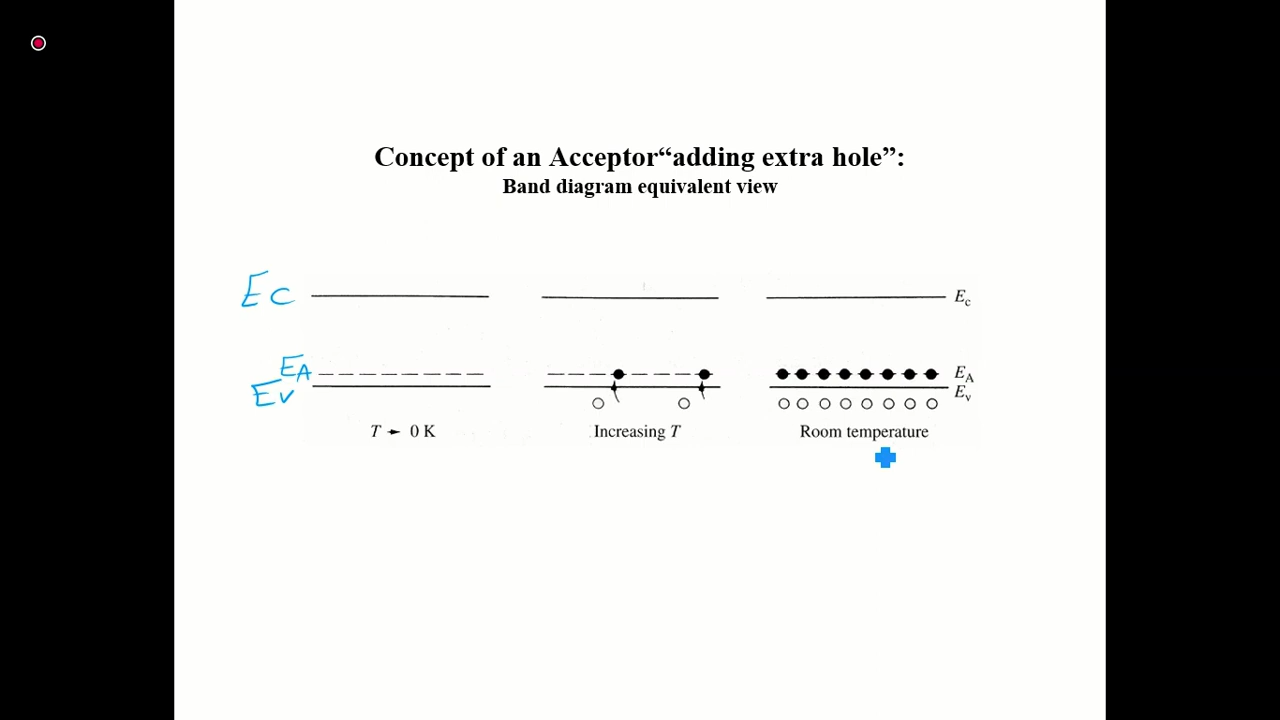 Concept of an Acceptor“adding extra hole”:
Band diagram equivalent view
Ec
Ec
EA
EA
Ev
Ev
T → 0 K
Increasing T
Room temperature